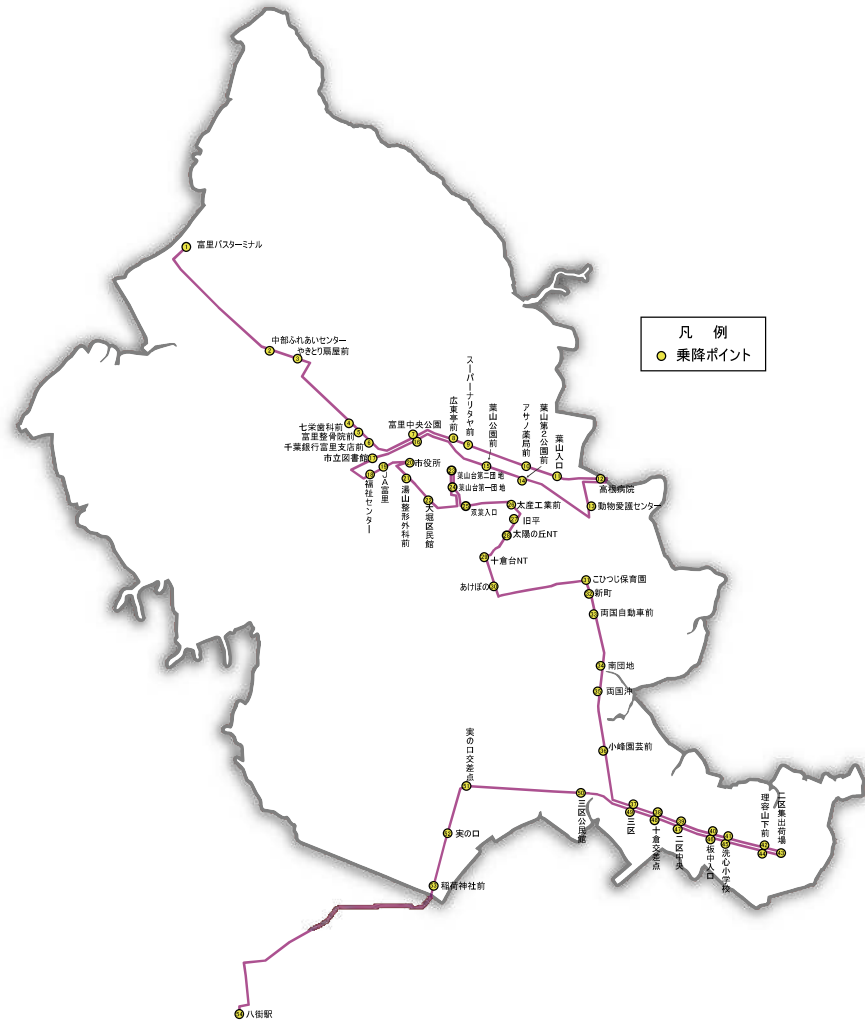 富里バスターミナル
中部ふれあいセンター
やきとり扇屋前
凡 例
乗降ポイント
七栄歯科前
富里整骨院前
千葉銀行富里支店前
富里中央公園
広東亭前
スーパーナリタヤ前
葉山公園前
アサノ薬局前
葉山第2公園前
葉山入口
高根病院
動物愛護センター
市立図書館
福祉センター
JA富里
市役所
湯山整形外科前
大堀区民館
葉山台第二団地
葉山台第一団地
双葉入口
太産工業前
旧平
太陽の丘NT
十倉台NT
あけぼの
こひつじ保育園
新町
両国自動車前
南団地
両国沖
小峰園芸前
三区
十倉交差点
二区中央
板中入口
洗心小学校
理容山下前
二区集出荷場
三区公民館
実の口交差点
実の口
稲荷神社前
八街駅